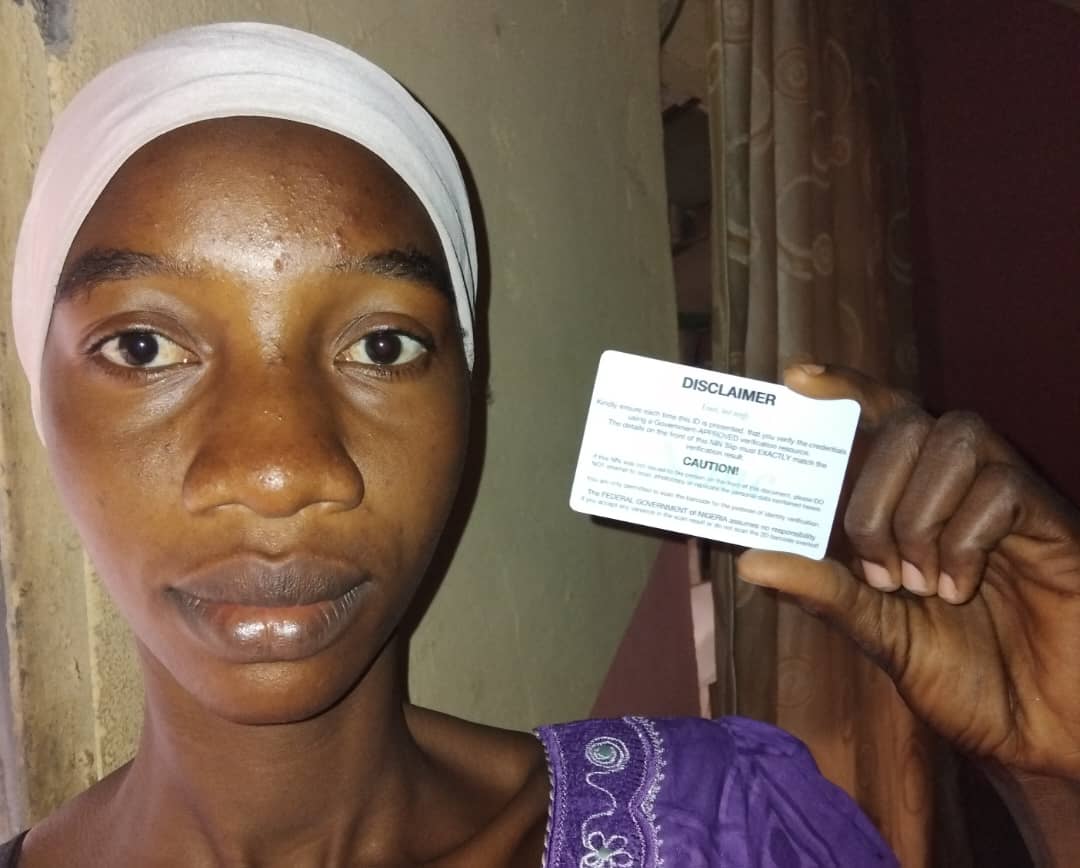 DISCLAIMER
Kindly ensure each time this ID is presented, that you verify the credentials
using a Government-APPROVED verification resource.
The details on the front of this NIN Slip must EXACTLY match the
verification result.
CAUTION!
If this NIN was not issued to the person on the front of this document, please DO
NOT attempt to scan, photocopy or replicate the personal data contained herein.
You are only permitted to scan the barcode for the purpose of identity verification.
The FEDERAL GOVERNMENT of NIGERIA assumes no responsibility
if you accept any variance in the scan result or do not scan the 2D barcode overleaf